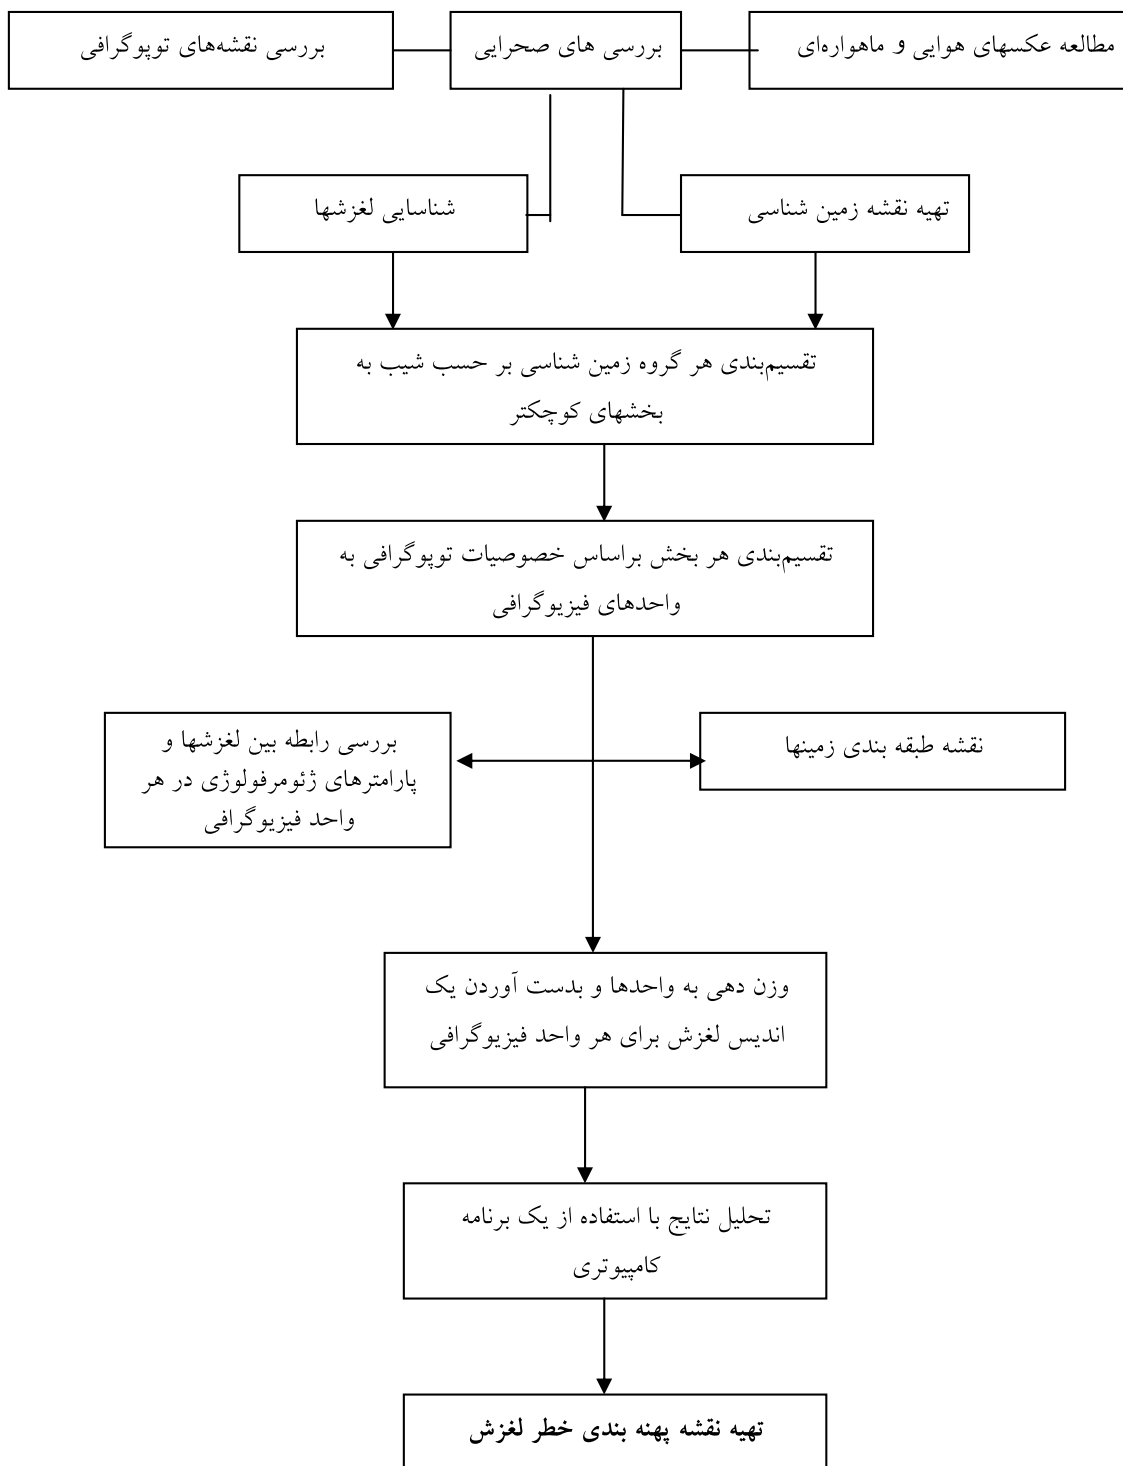 مطالعه عکسهای هوایی و ماهواره‌ای
بررسی های صحرایی
بررسی نقشه‌های توپوگرافی
تهیه نقشه زمین شناسی
شناسایی لغزشها
تقسیم‌بندی هر گروه زمین شناسی بر حسب شیب به
بخشهای کوچکتر
تقسیم‌بندی هر بخش براساس خصوصیات توپوگرافی به
واحدهای فیزیوگرافی
نقشه طبقه بندی زمینها
بررسی رابطه بین لغزشها و
پارامترهای ژئومرفولوژی در هر
واحد فیزیوگرافی
وزن دهی به واحدها و بدست آوردن یک
اندیس لغزش برای هر واحد فیزیوگرافی
تحلیل نتایج با استفاده از یک برنامه
کامپیوتری
تهیه نقشه پهنه بندی خطر لغزش